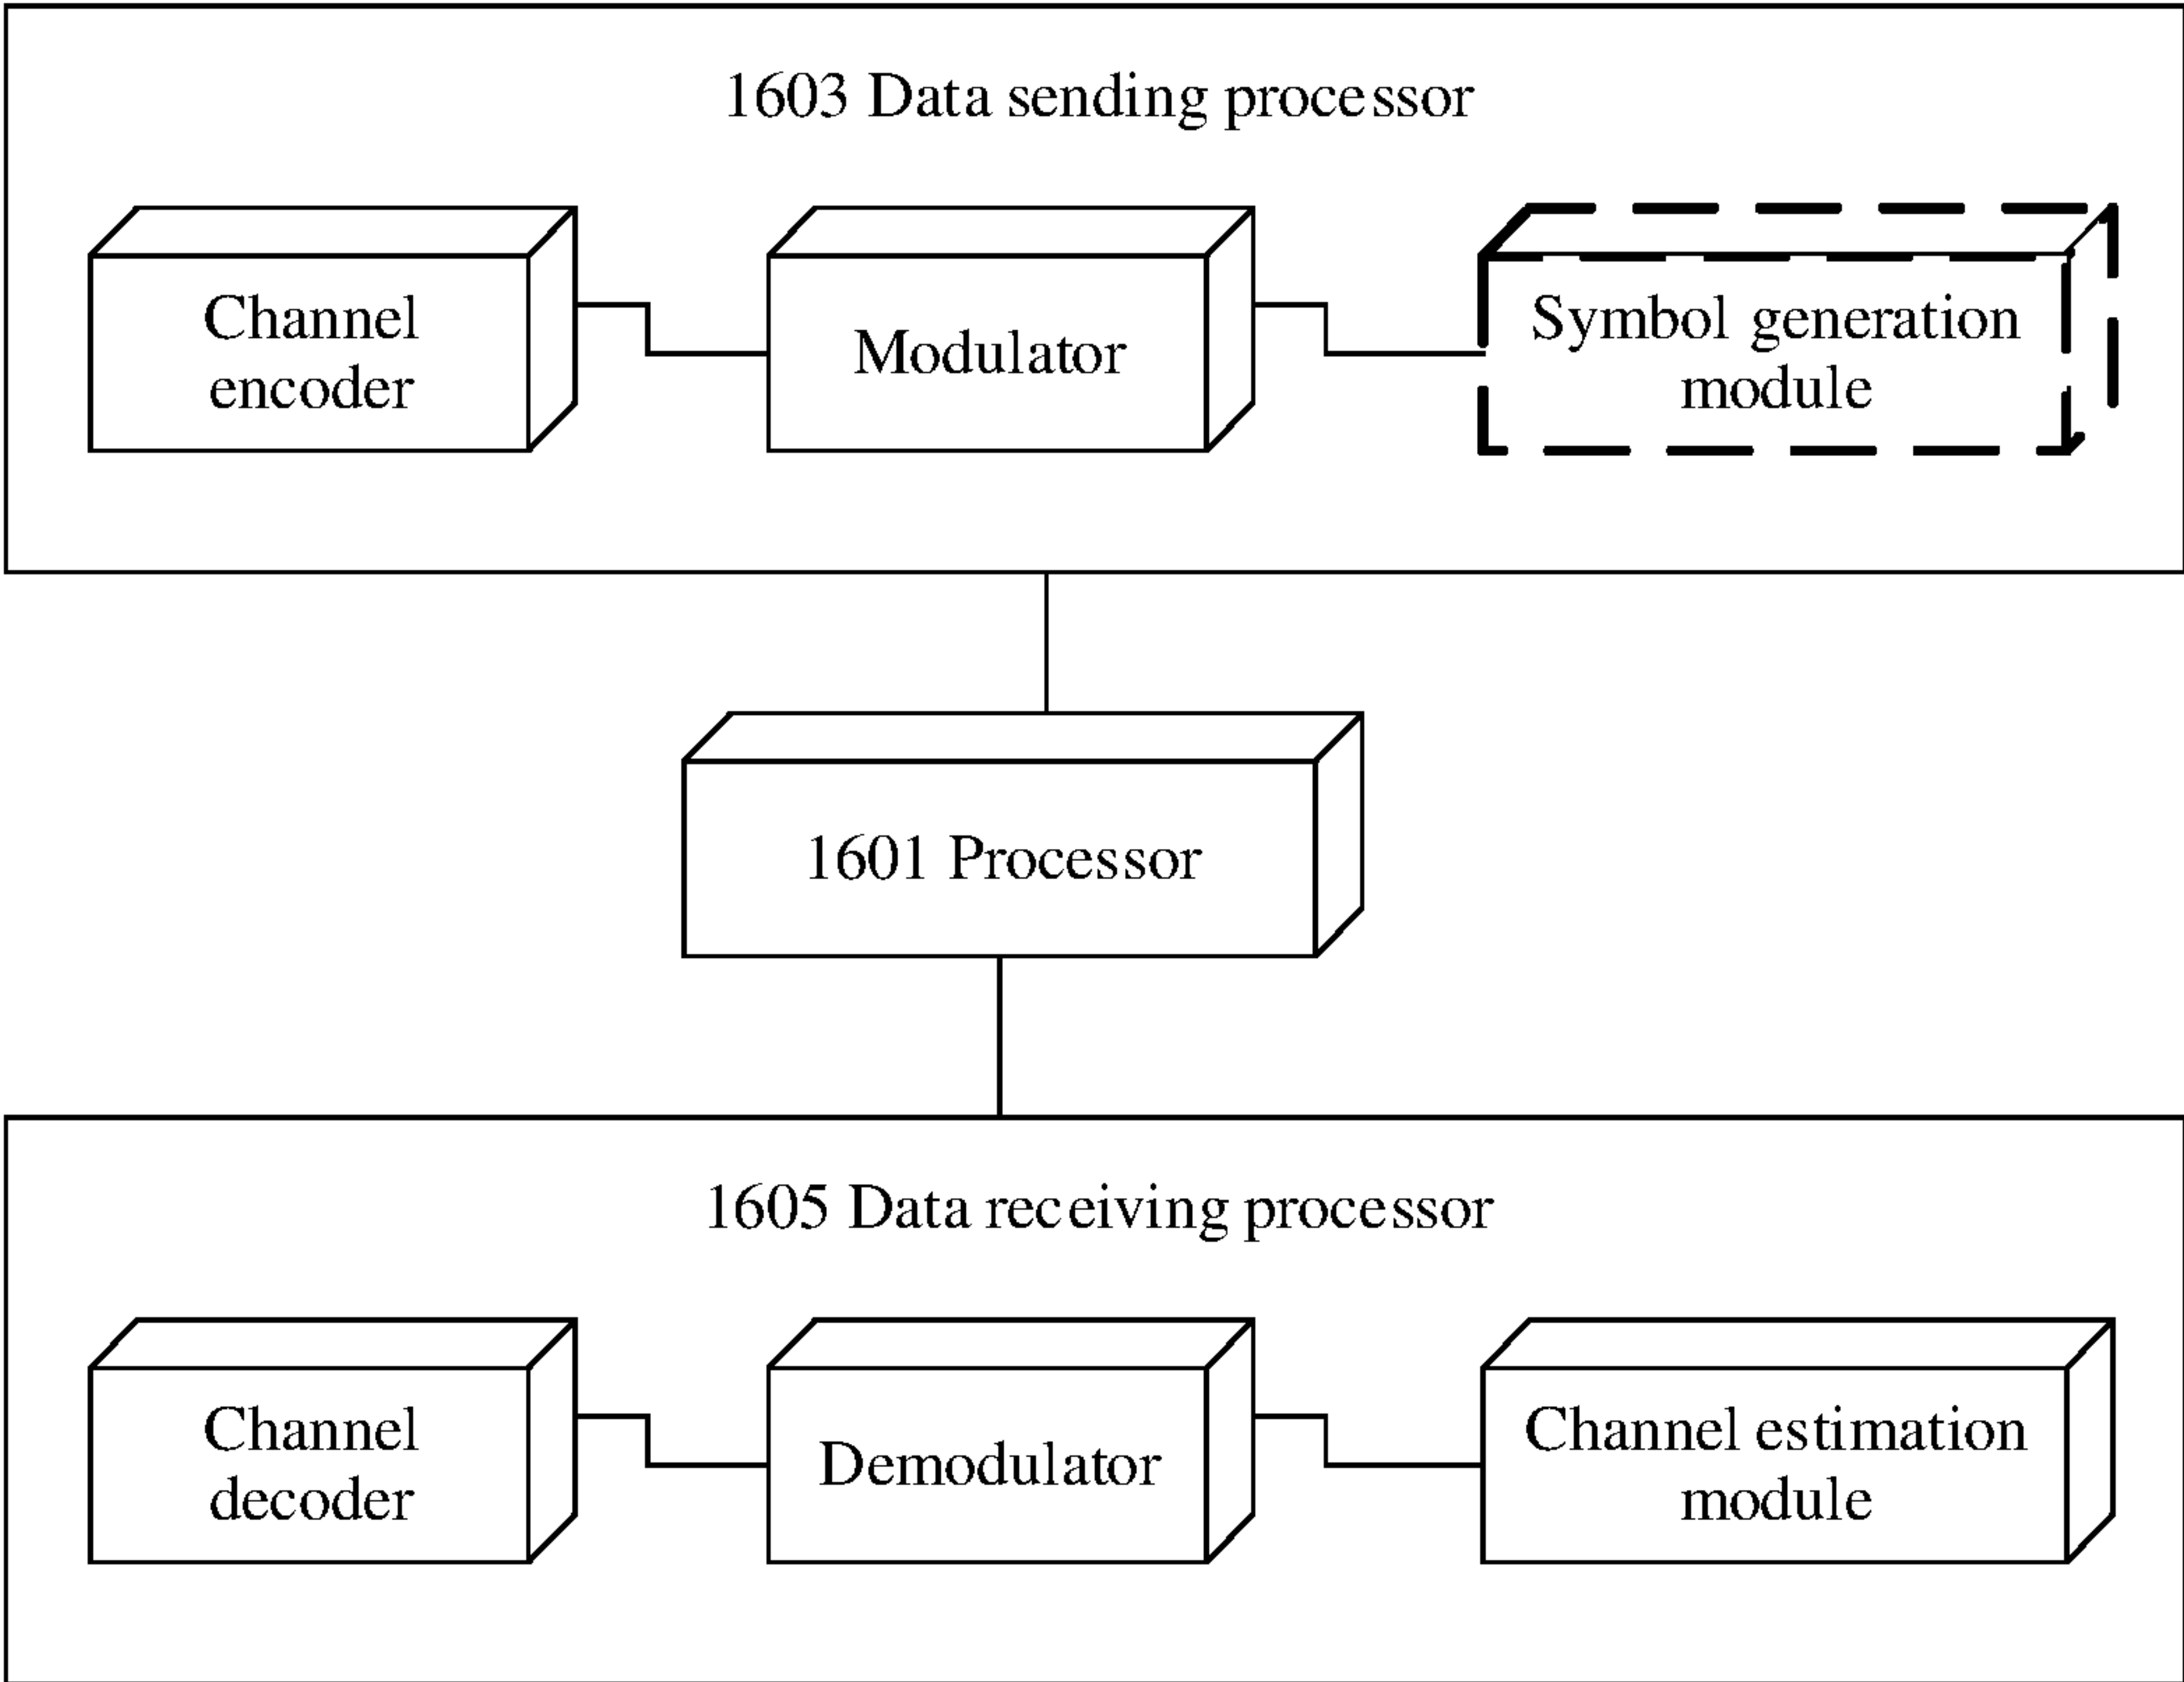 1603 Data sending processor
Channel
encoder
Modulator
Symbol generation
module
1601 Processor
1605 Data receiving processor
Channel
decoder
Demodulator
Channel estimation
module